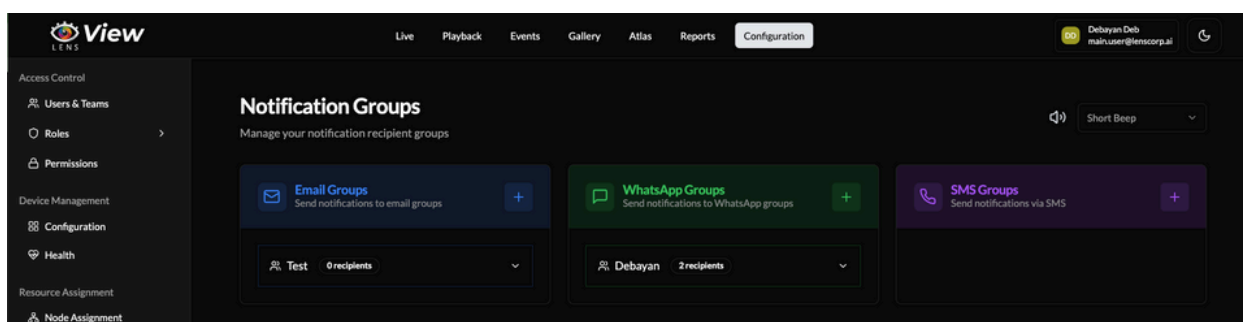 View
LENS
Live Playback Events Gallery Atlas Reports Configuration
DD
Debayan Deb
main.user@lenscorp.ai
Access Control
Users & Teams
Roles
Permissions
Device Management
Configuration
Health
Resource Assignment
Node Assignment
Notification Groups
Manage your notification recipient groups
Short Beep
Email Groups
Send notifications to email groups
Test 0 recipients
WhatsApp Groups
Send notifications to WhatsApp groups
Debayan 2 recipients
SMS Groups
Send notifications via SMS